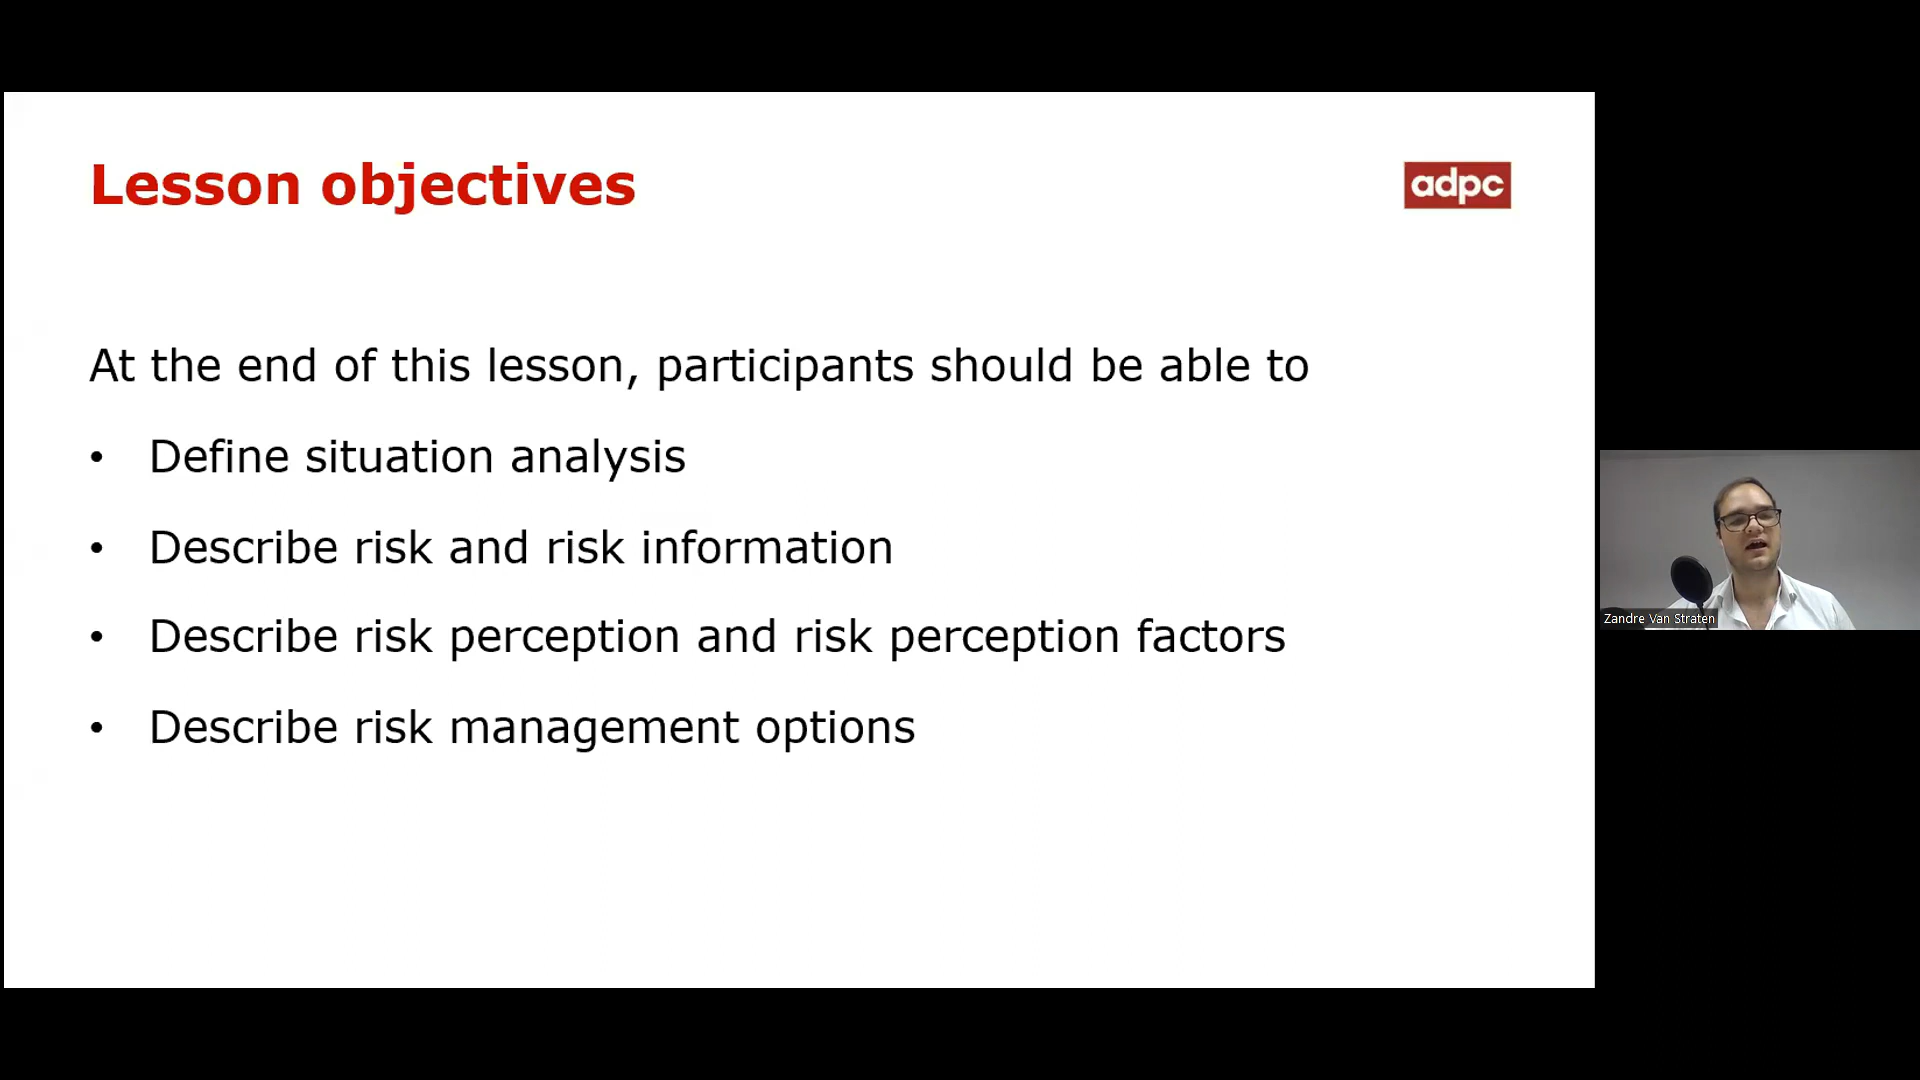 Lesson objectives
adpc
At the end of this lesson, participants should be able to
• Define situation analysis
• Describe risk and risk information
• Describe risk perception and risk perception factors
• Describe risk management options
Zandre Van Straten